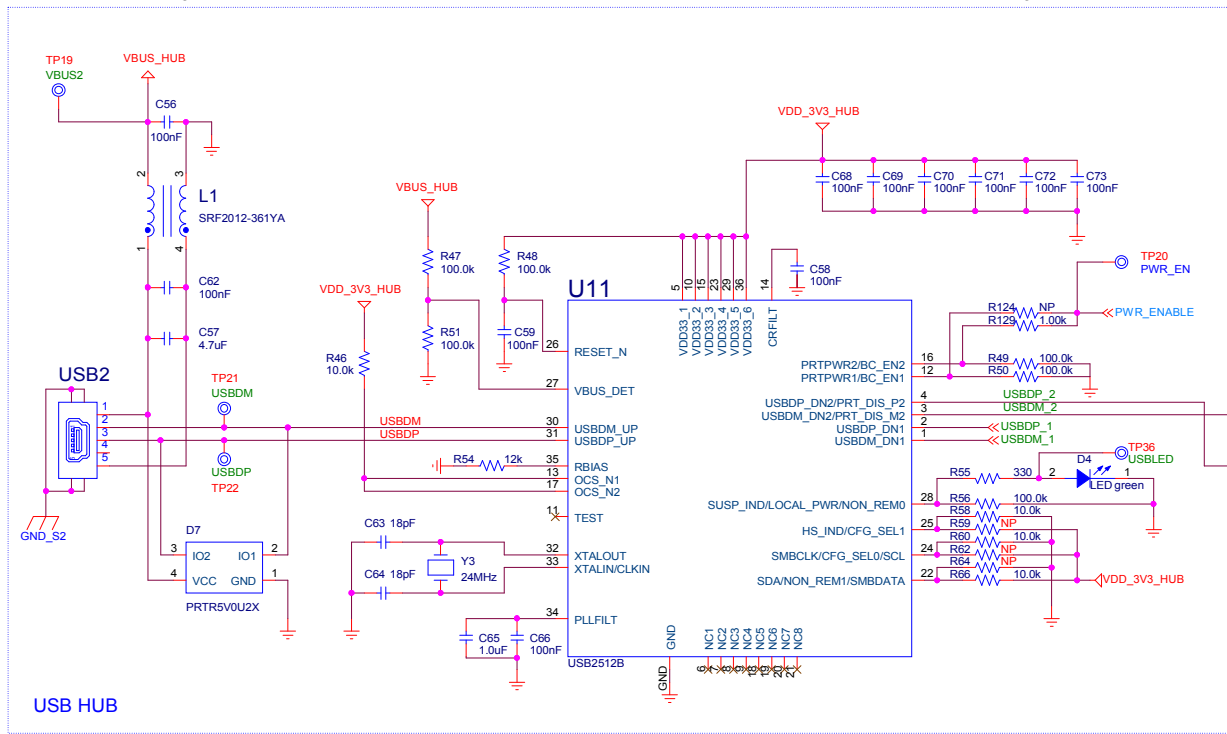 TP19
VBUS2
VBUS_HUB
C56
100nF
2
3
L1
SRF2012-361YA
1
4
C62
100nF
C57
4.7uF
USB2
1
2
3
4
5
GND_S2
TP21
USBDM
USBDP
TP22
USBDM
USBDP
D7
3
IO2
IO1
2
4
VCC
GND
1
PRTR5V0U2X
VBUS_HUB
R47
100.0k
R48
100.0k
VDD_3V3_HUB
R51
100.0k
C59
100nF
R46
10.0k
R54
12k
C63 18pF
C64 18pF
Y3
24MHz
C65
1.0uF
C66
100nF
U11
26
RESET_N
27
VBUS_DET
30
USBDM_UP
31
USBDP_UP
35
RBIAS
13
OCS_N1
17
OCS_N2
11
TEST
32
XTALOUT
33
XTALIN/CLKIN
34
PLLFILT
USB2512B
5
10
15
23
29
36
14
VDD33_1
VDD33_2
VDD33_3
VDD33_4
VDD33_5
VDD33_6
CRFILT
C58
100nF
VDD_3V3_HUB
C68
100nF
C69
100nF
C70
100nF
C71
100nF
C72
100nF
C73
100nF
TP20
PWR_EN
R124
NP
R129
1.00k
PWR_ENABLE
PRTPWR2/BC_EN2
16
R49
100.0k
PRTPWR1/BC_EN1
12
R50
100.0k
USBDP_DN2/PRT_DIS_P2
4
USBDP_2
USBDM_DN2/PRT_DIS_M2
3
USBDM_2
USBDP_DN1
2
USBDP_1
USBDM_DN1
1
USBDM_1
TP36
USBLED
D4
R55
330
2
1
LED green
SUSP_IND/LOCAL_PWR/NON_REM0
28
R56
100.0k
R58
10.0k
HS_IND/CFG_SEL1
25
R59
NP
R60
10.0k
SMBCLK/CFG_SEL0/SCL
24
R62
NP
R64
NP
SDA/NON_REM1/SMBDATA
22
R66
10.0k
VDD_3V3_HUB
GND
GND
NC1
NC2
NC3
NC4
NC5
NC6
NC7
NC8
6
7
8
9
18
19
20
21
USB HUB